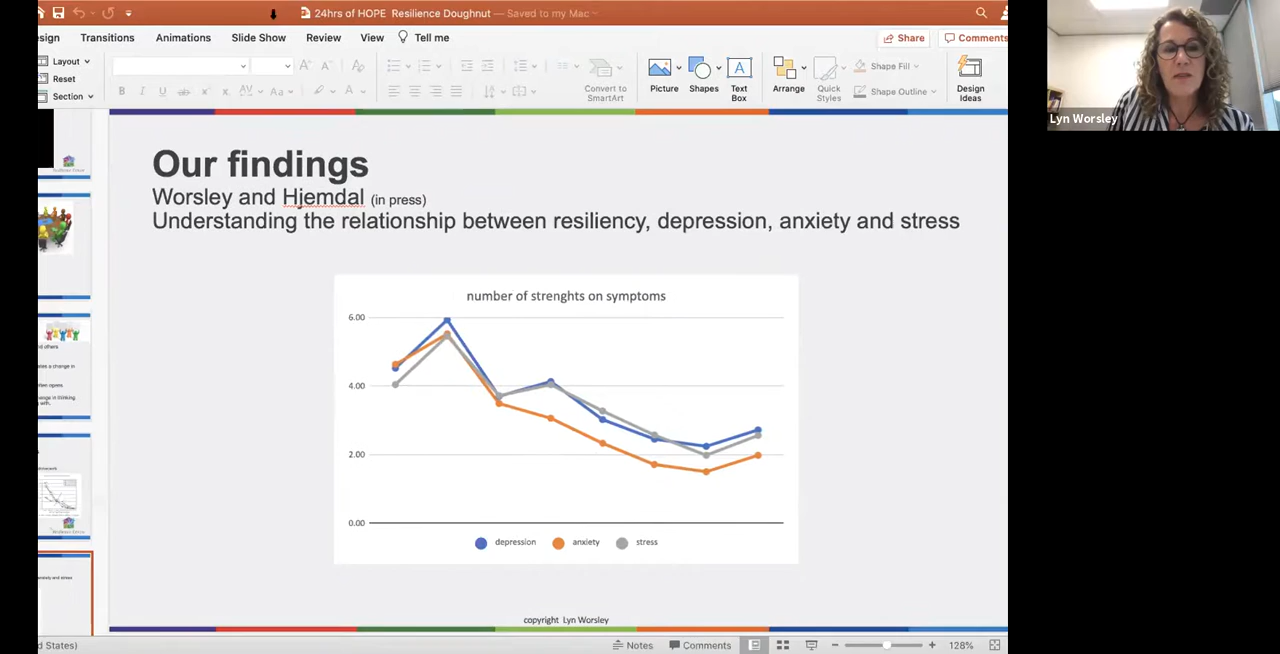 24hrs of HOPE Resilience Doughnut — Saved to my Mac
esign Transitions Animations Slide Show Review View Tell me Share Comments
Layout
Reset
Section
Convert to SmartArt
Picture Shapes Text Box Arrange Quick Styles Shape Fill Shape Outline Design Ideas
Lyn Worsley
Our findings
Worsley and Hjemdal (in press)
Understanding the relationship between resiliency, depression, anxiety and stress
number of strenghts on symptoms
6.00
4.00
2.00
0.00
depression anxiety stress
copyright Lyn Worsley
d States) Notes Comments 128%